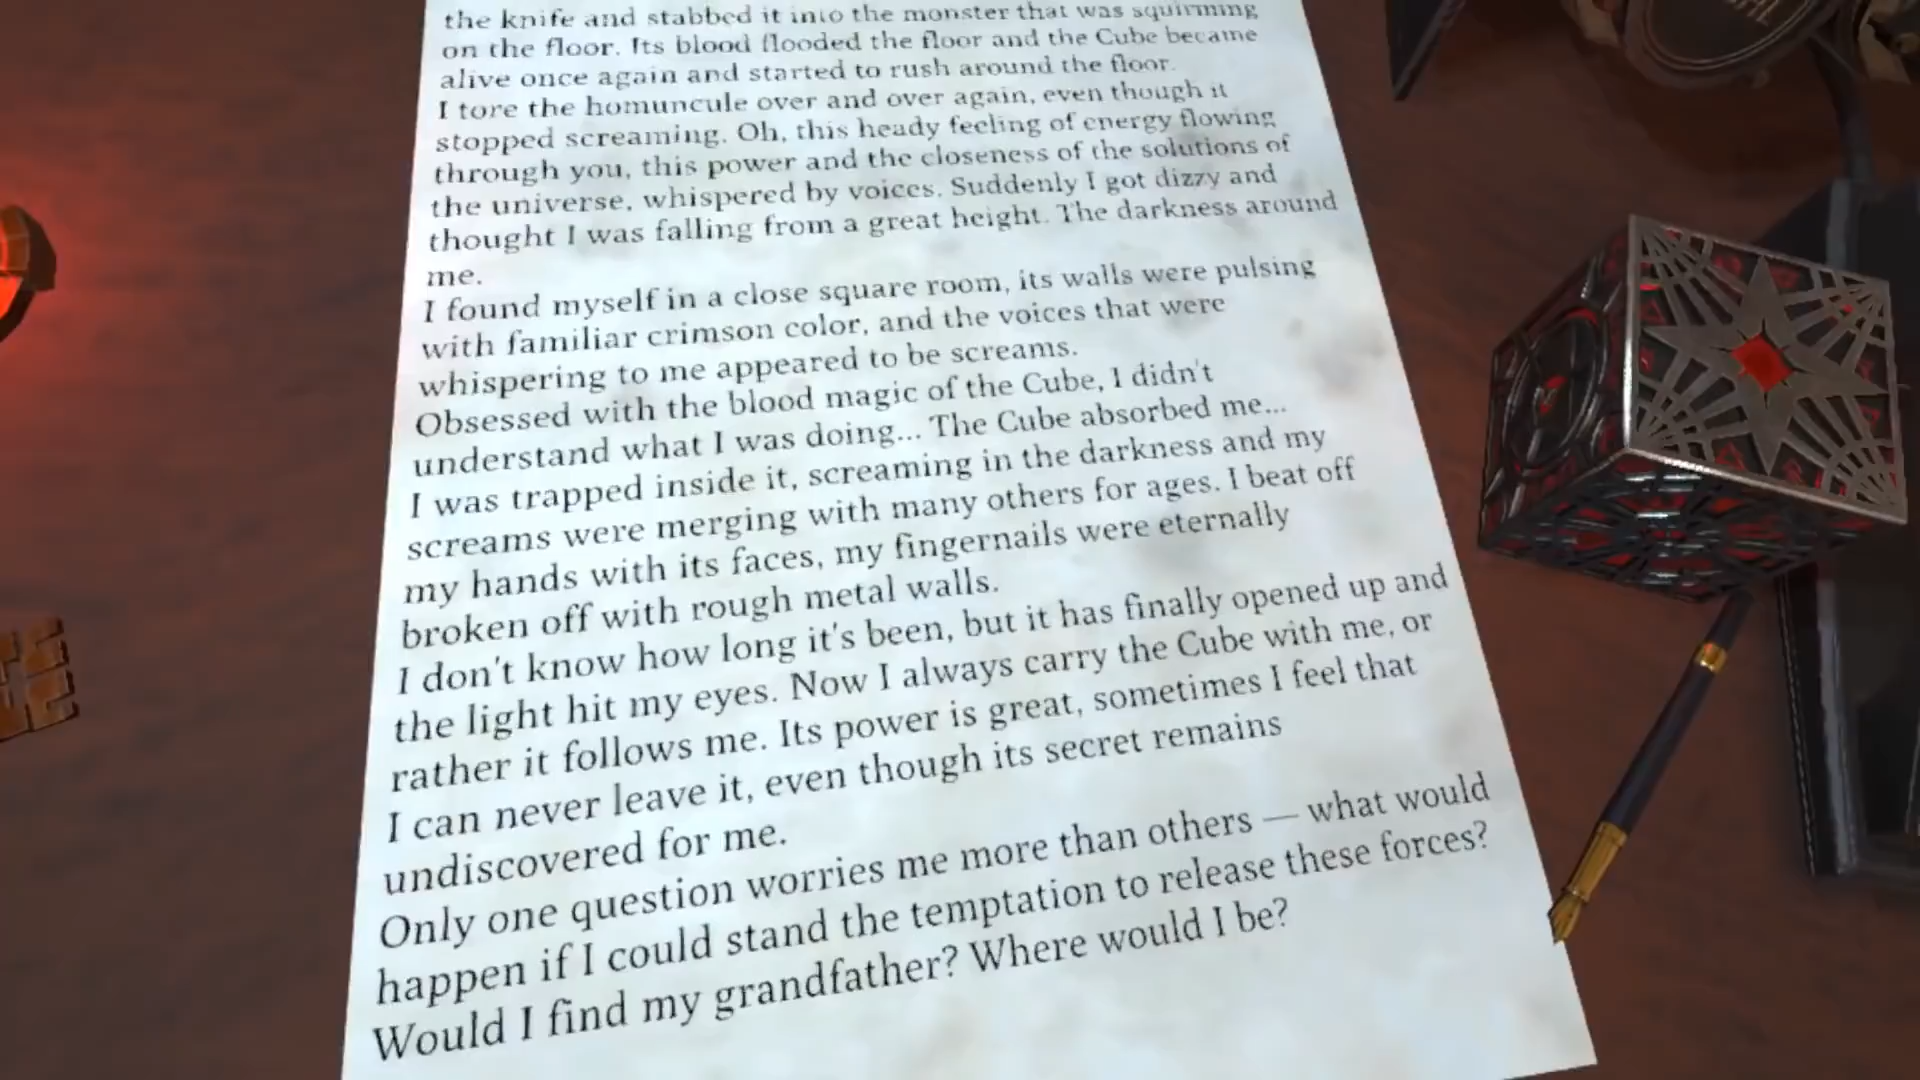 the knife and stabbed it into the monster that was squirming
on the floor. Its blood flooded the floor and the Cube became
alive once again and started to rush around the floor.
I tore the homuncule over and over again, even though it
stopped screaming. Oh, this heady feeling of energy flowing
through you, this power and the closeness of the solutions of
the universe, whispered by voices. Suddenly I got dizzy and
thought I was falling from a great height. The darkness around
me.
I found myself in a close square room, its walls were pulsing
with familiar crimson color, and the voices that were
whispering to me appeared to be screams.
Obsessed with the blood magic of the Cube, I didn't
understand what I was doing... The Cube absorbed me...
I was trapped inside it, screaming in the darkness and my
screams were merging with many others for ages. I beat off
my hands with its faces, my fingernails were eternally
broken off with rough metal walls.
I don't know how long it's been, but it has finally opened up and
the light hit my eyes. Now I always carry the Cube with me, or
rather it follows me. Its power is great, sometimes I feel that
I can never leave it, even though its secret remains
undiscovered for me.
Only one question worries me more than others — what would
happen if I could stand the temptation to release these forces?
Would I find my grandfather? Where would I be?